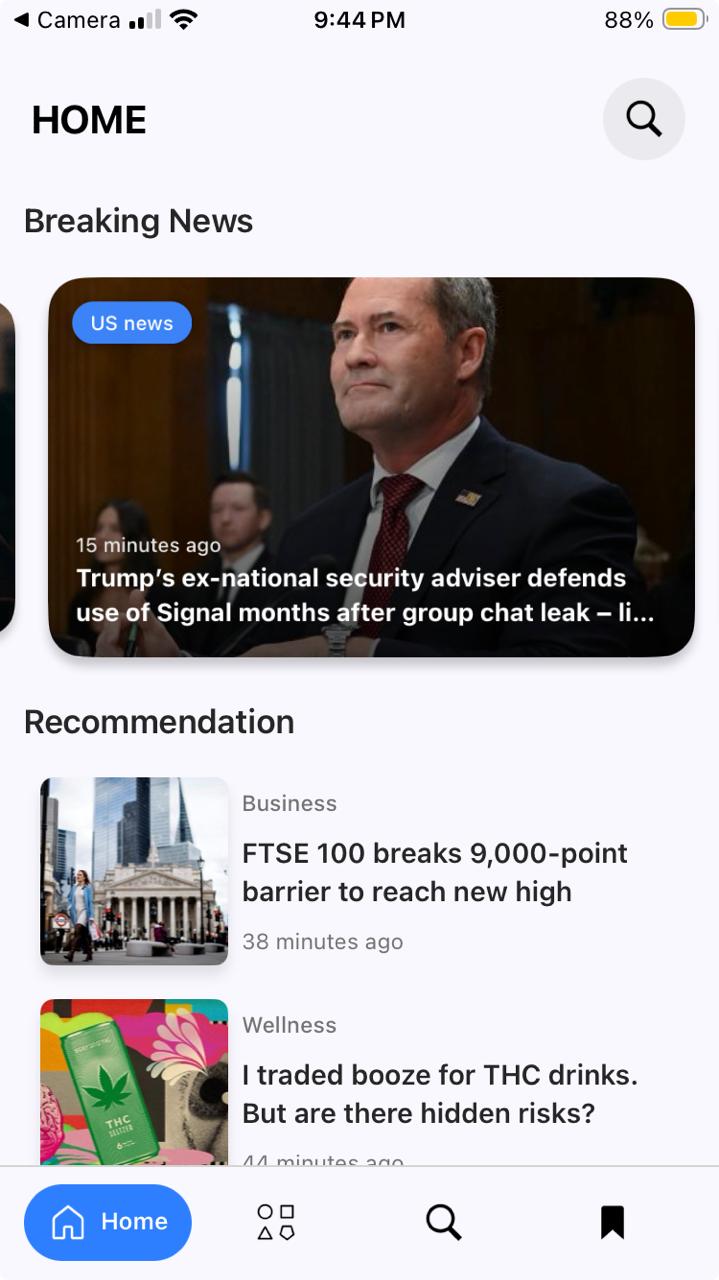 Camera
9:44 PM
88%
HOME
Breaking News
US news
15 minutes ago
Trump’s ex-national security adviser defends
use of Signal months after group chat leak – li...
Recommendation
Business
FTSE 100 breaks 9,000-point
barrier to reach new high
38 minutes ago
Wellness
I traded booze for THC drinks.
But are there hidden risks?
THC
SELTZER
44 minutes ago
Home